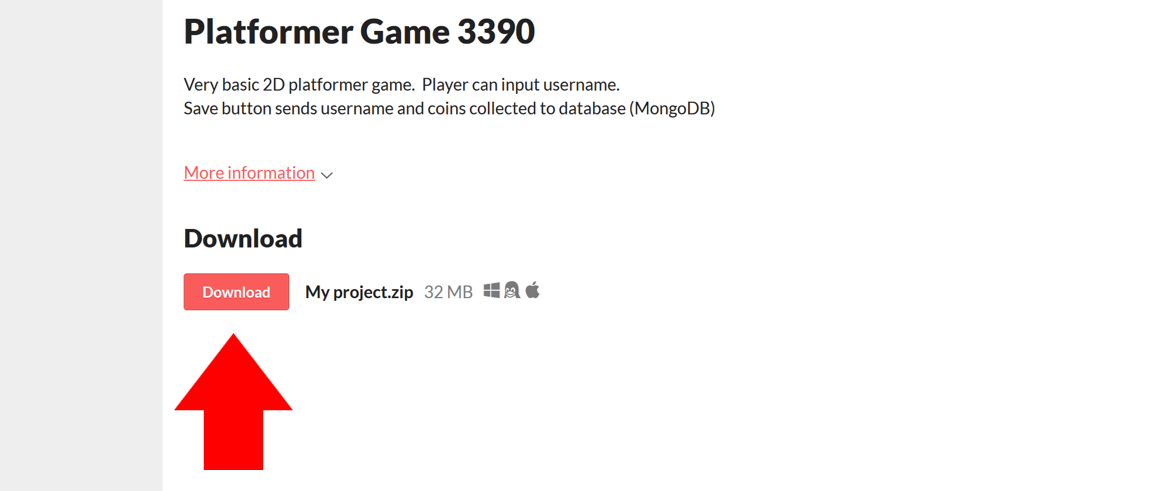 Platformer Game 3390
Very basic 2D platformer game.  Player can input username.
Save button sends username and coins collected to database (MongoDB)
More information
Download
Download My project.zip 32 MB